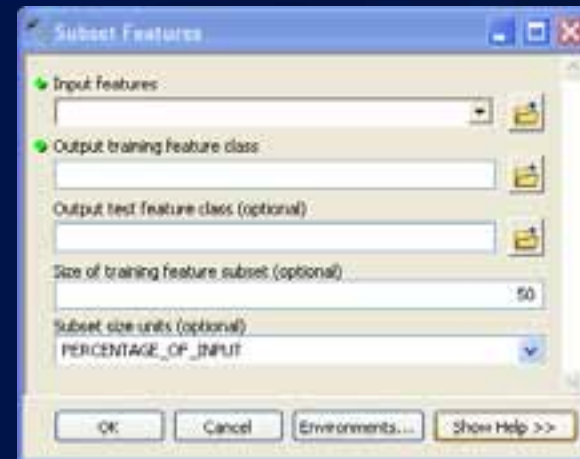 Subset Features
Input features
Output training feature class
Output test feature class (optional)
Size of training feature subset (optional)
50
Subset size units (optional)
PERCENTAGE_OF_INPUT
OK Cancel Environments... Show Help >>